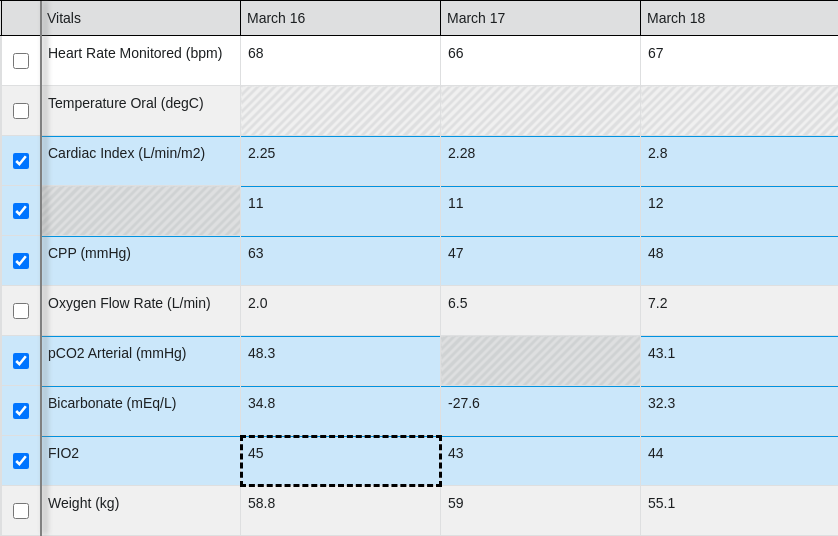 Vitals March 16 March 17 March 18
Heart Rate Monitored (bpm) 68 66 67
Temperature Oral (degC)
Cardiac Index (L/min/m2) 2.25 2.28 2.8
11 11 12
CPP (mmHg) 63 47 48
Oxygen Flow Rate (L/min) 2.0 6.5 7.2
pCO2 Arterial (mmHg) 48.3 43.1
Bicarbonate (mEq/L) 34.8 -27.6 32.3
FIO2 45 43 44
Weight (kg) 58.8 59 55.1